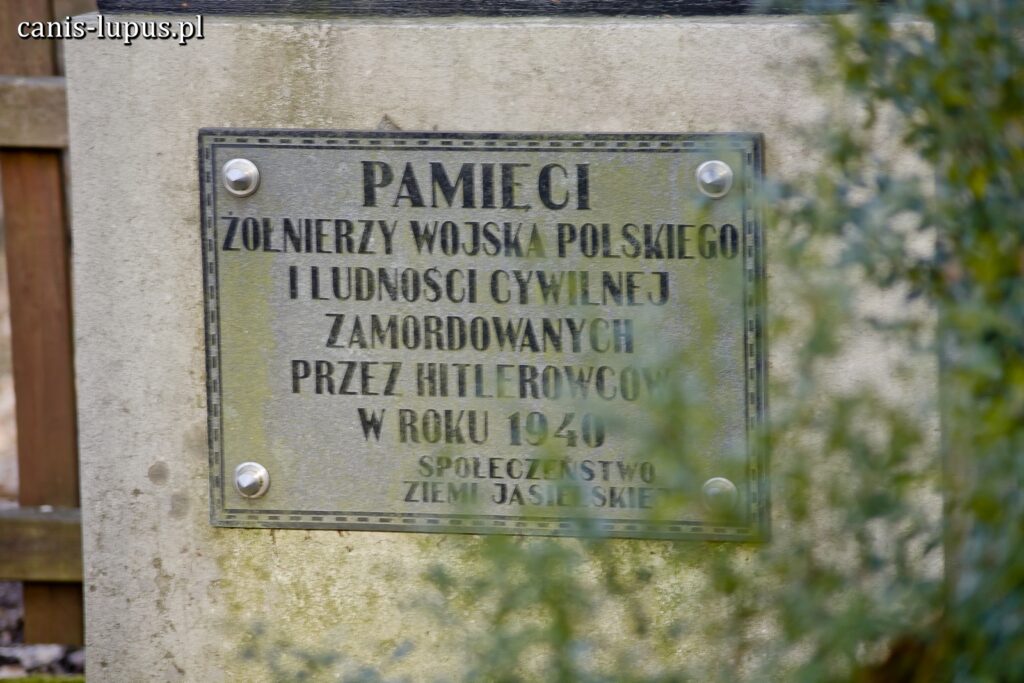 canis-lupus.pl
PAMIĘCI
ŻOŁNIERZY WOJSKA POLSKIEGO
I LUDNOŚCI CYWILNEJ
ZAMORDOWANYCH
PRZEZ HITLEROWCÓW
W ROKU 1940
SPOŁECZEŃSTWO
ZIEMI JASIELSKIEJ